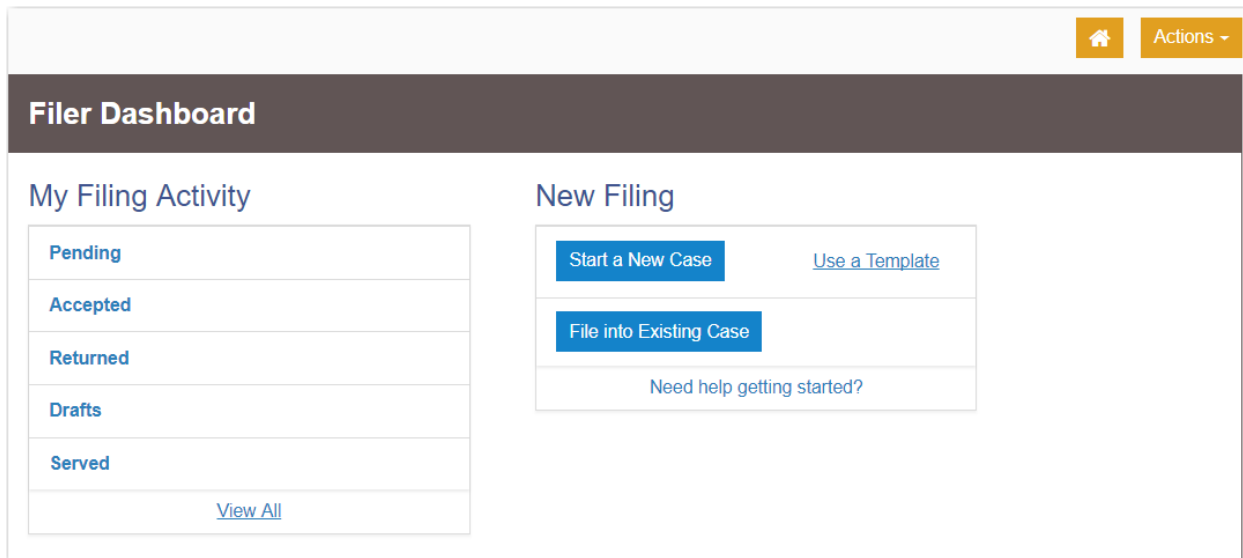 Actions
Filer Dashboard
My Filing Activity
Pending
Accepted
Returned
Drafts
Served
View All
New Filing
Start a New Case
Use a Template
File into Existing Case
Need help getting started?